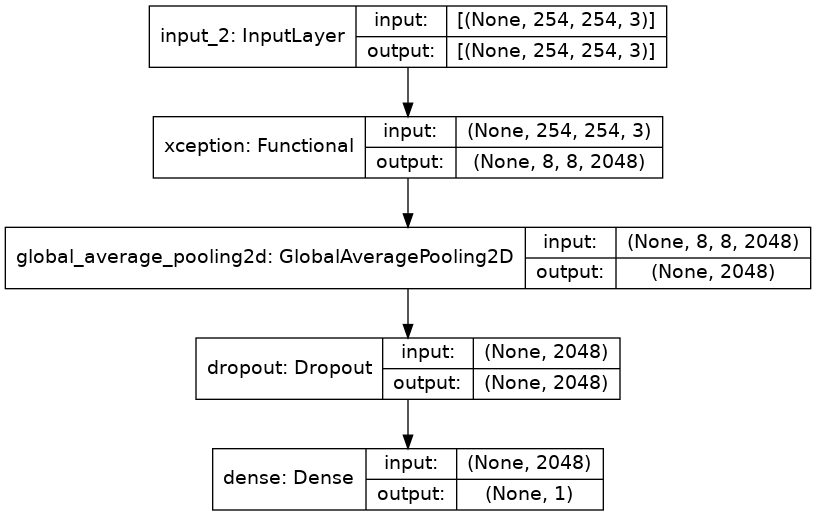 input_2: InputLayer
input:
[(None, 254, 254, 3)]
output:
[(None, 254, 254, 3)]
xception: Functional
input:
(None, 254, 254, 3)
output:
(None, 8, 8, 2048)
global_average_pooling2d: GlobalAveragePooling2D
input:
(None, 8, 8, 2048)
output:
(None, 2048)
dropout: Dropout
input:
(None, 2048)
output:
(None, 2048)
dense: Dense
input:
(None, 2048)
output:
(None, 1)